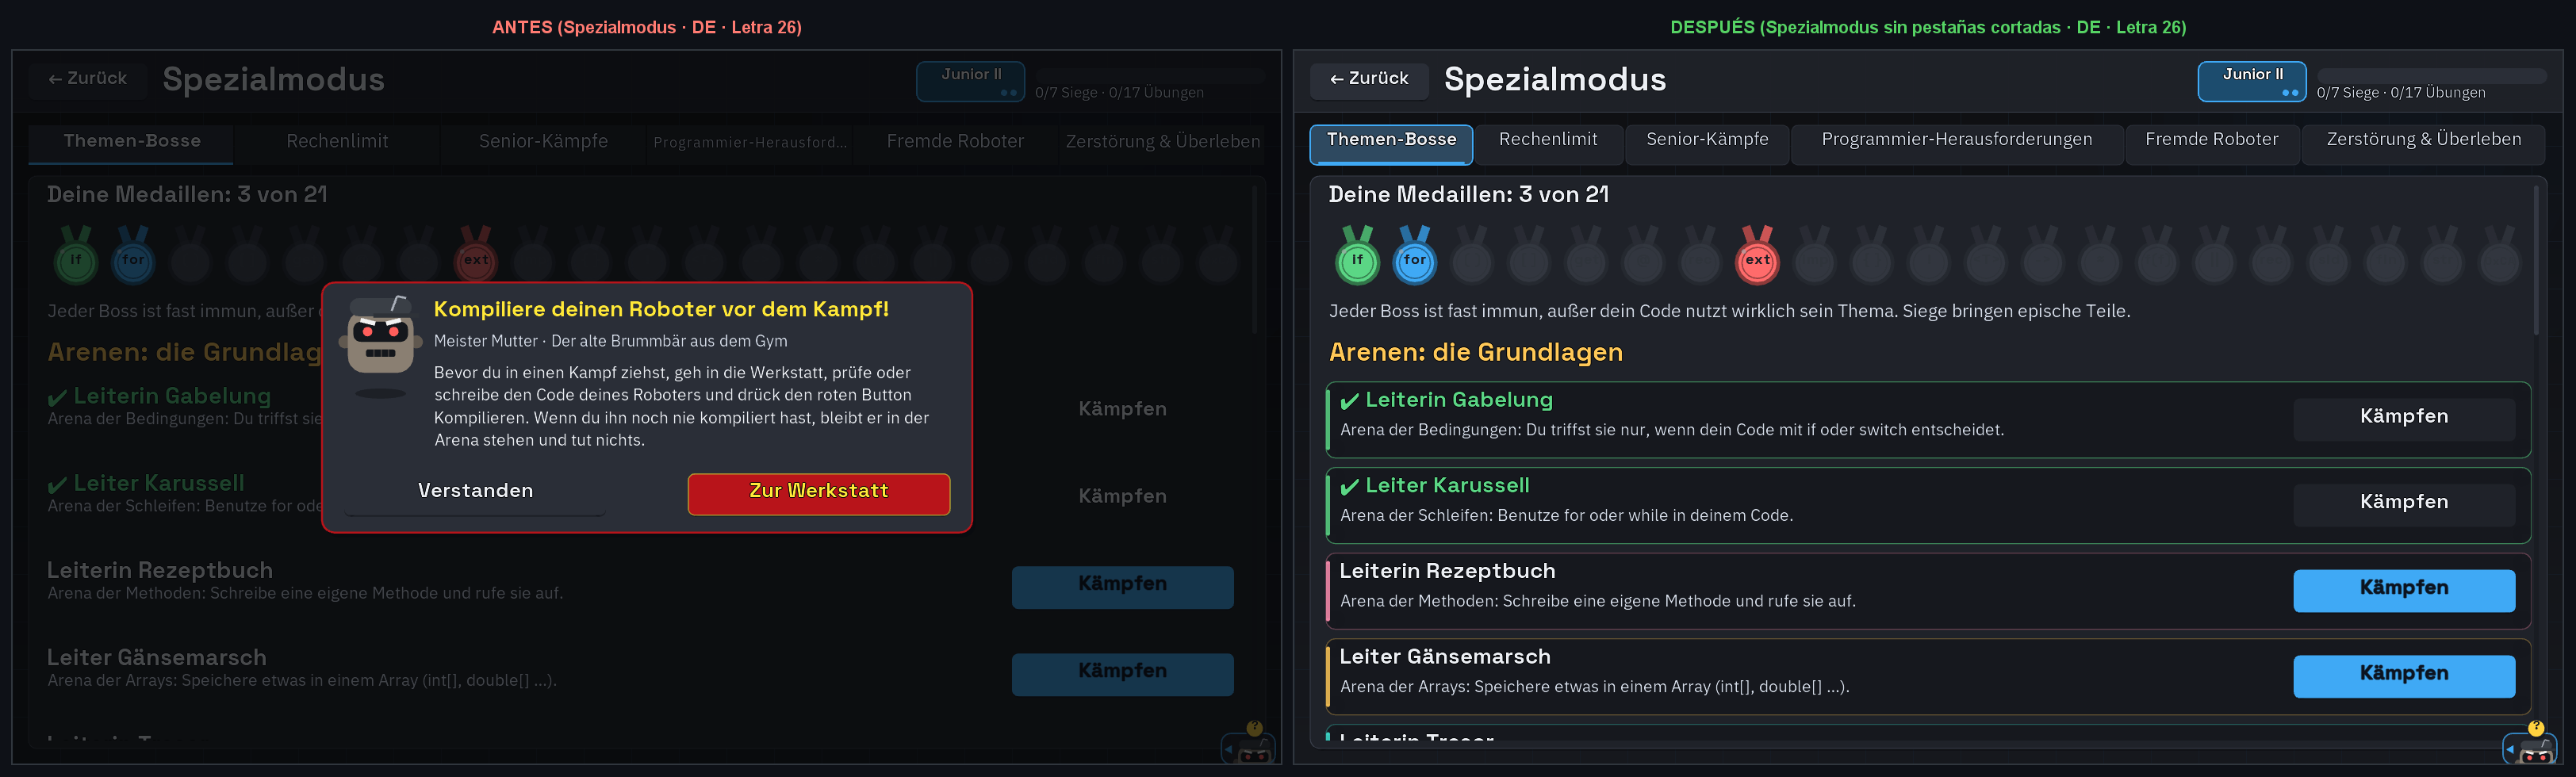 ANTES (Spezialmodus · DE · Letra 26)
← Zurück
Spezialmodus
Junior II
0/7 Siege · 0/17 Übungen
Themen-Bosse
Rechenlimit
Senior-Kämpfe
Programmier-Herausford...
Fremde Roboter
Zerstörung & Überleben
Deine Medaillen: 3 von 21
if
for
ext
Jeder Boss ist fast immun, außer
Arenen: die Grundlag
✔ Leiterin Gabelung
Arena der Bedingungen: Du triffst sie
Kämpfen
✔ Leiter Karussell
Arena der Schleifen: Benutze for ode
Kämpfen
Leiterin Rezeptbuch
Arena der Methoden: Schreibe eine eigene Methode und rufe sie auf.
Kämpfen
Leiter Gänsemarsch
Arena der Arrays: Speichere etwas in einem Array (int[], double[] ...).
Kämpfen
Kompiliere deinen Roboter vor dem Kampf!
Meister Mutter · Der alte Brummbär aus dem Gym
Bevor du in einen Kampf ziehst, geh in die Werkstatt, prüfe oder
schreibe den Code deines Roboters und drück den roten Button
Kompilieren. Wenn du ihn noch nie kompiliert hast, bleibt er in der
Arena stehen und tut nichts.
Verstanden
Zur Werkstatt
?
DESPUÉS (Spezialmodus sin pestañas cortadas · DE · Letra 26)
← Zurück
Spezialmodus
Junior II
0/7 Siege · 0/17 Übungen
Themen-Bosse
Rechenlimit
Senior-Kämpfe
Programmier-Herausforderungen
Fremde Roboter
Zerstörung & Überleben
Deine Medaillen: 3 von 21
if
for
ext
Jeder Boss ist fast immun, außer dein Code nutzt wirklich sein Thema. Siege bringen epische Teile.
Arenen: die Grundlagen
✔ Leiterin Gabelung
Arena der Bedingungen: Du triffst sie nur, wenn dein Code mit if oder switch entscheidet.
Kämpfen
✔ Leiter Karussell
Arena der Schleifen: Benutze for oder while in deinem Code.
Kämpfen
Leiterin Rezeptbuch
Arena der Methoden: Schreibe eine eigene Methode und rufe sie auf.
Kämpfen
Leiter Gänsemarsch
Arena der Arrays: Speichere etwas in einem Array (int[], double[] ...).
Kämpfen
Leiterin Tresor
?